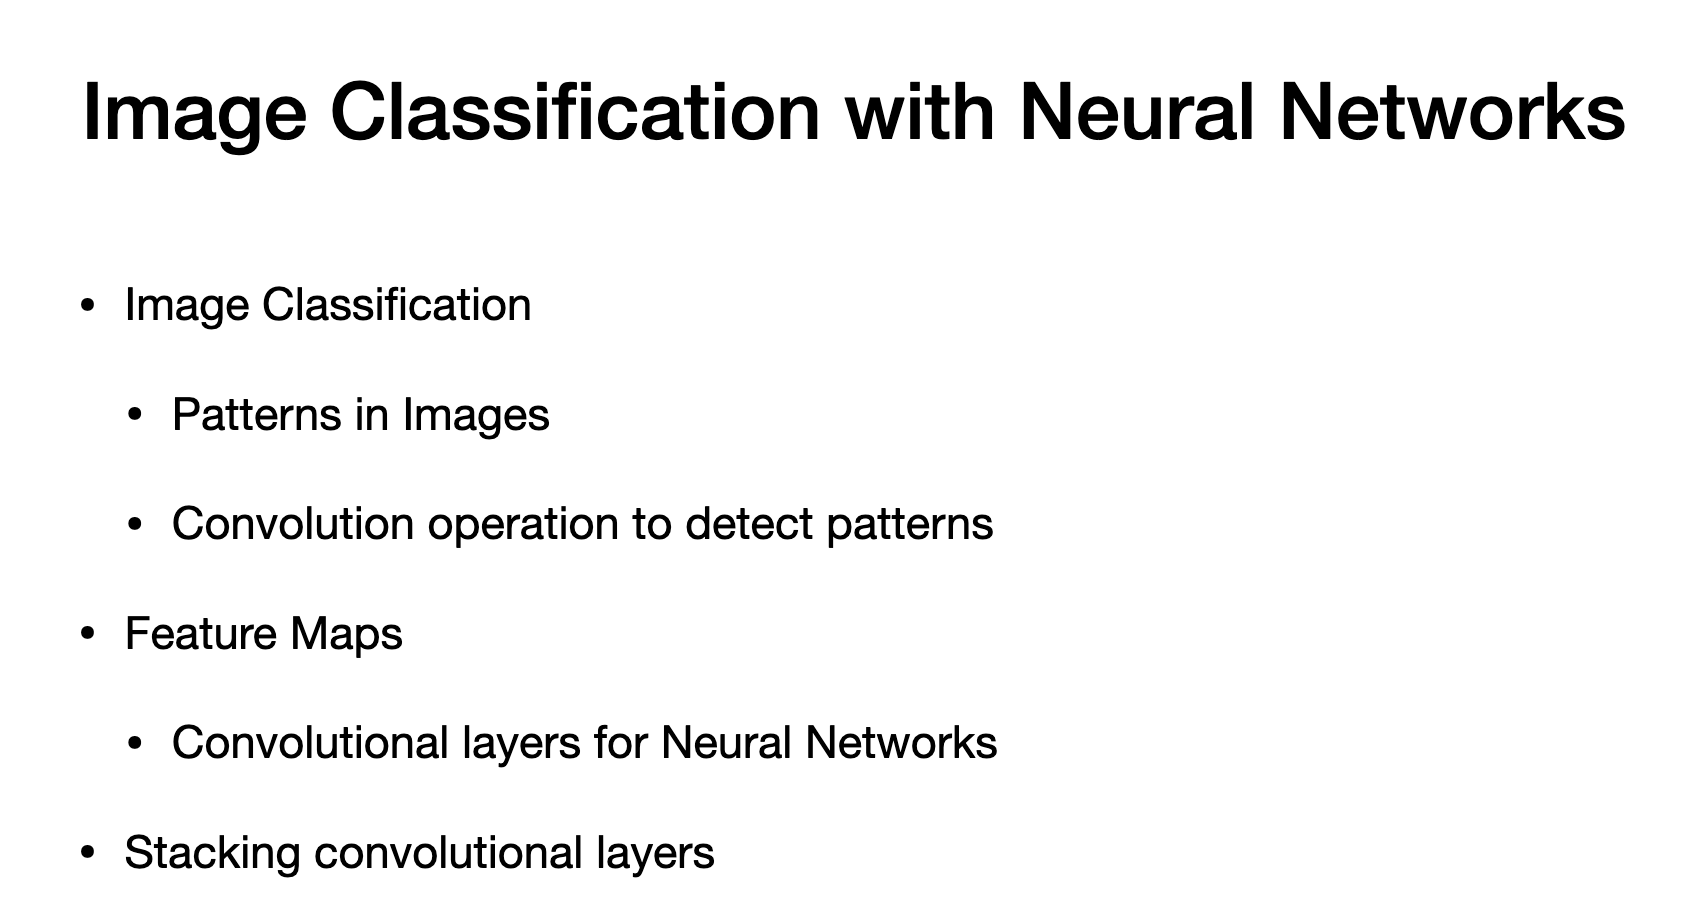 Image Classification with Neural Networks
• Image Classification
• Patterns in Images
• Convolution operation to detect patterns
• Feature Maps
• Convolutional layers for Neural Networks
• Stacking convolutional layers